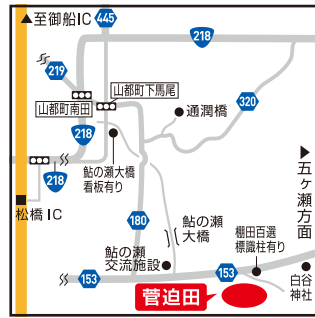 ▲至御船IC
445
218
219
山都町下馬尾
山都町南田
通潤橋
320
218
鮎の瀬大橋
看板有り
218
▶五ヶ瀬方面
松橋IC
180
鮎の瀬
大橋
棚田百選
標識柱有り
鮎の瀬
交流施設
153
153
白谷
神社
菅迫田